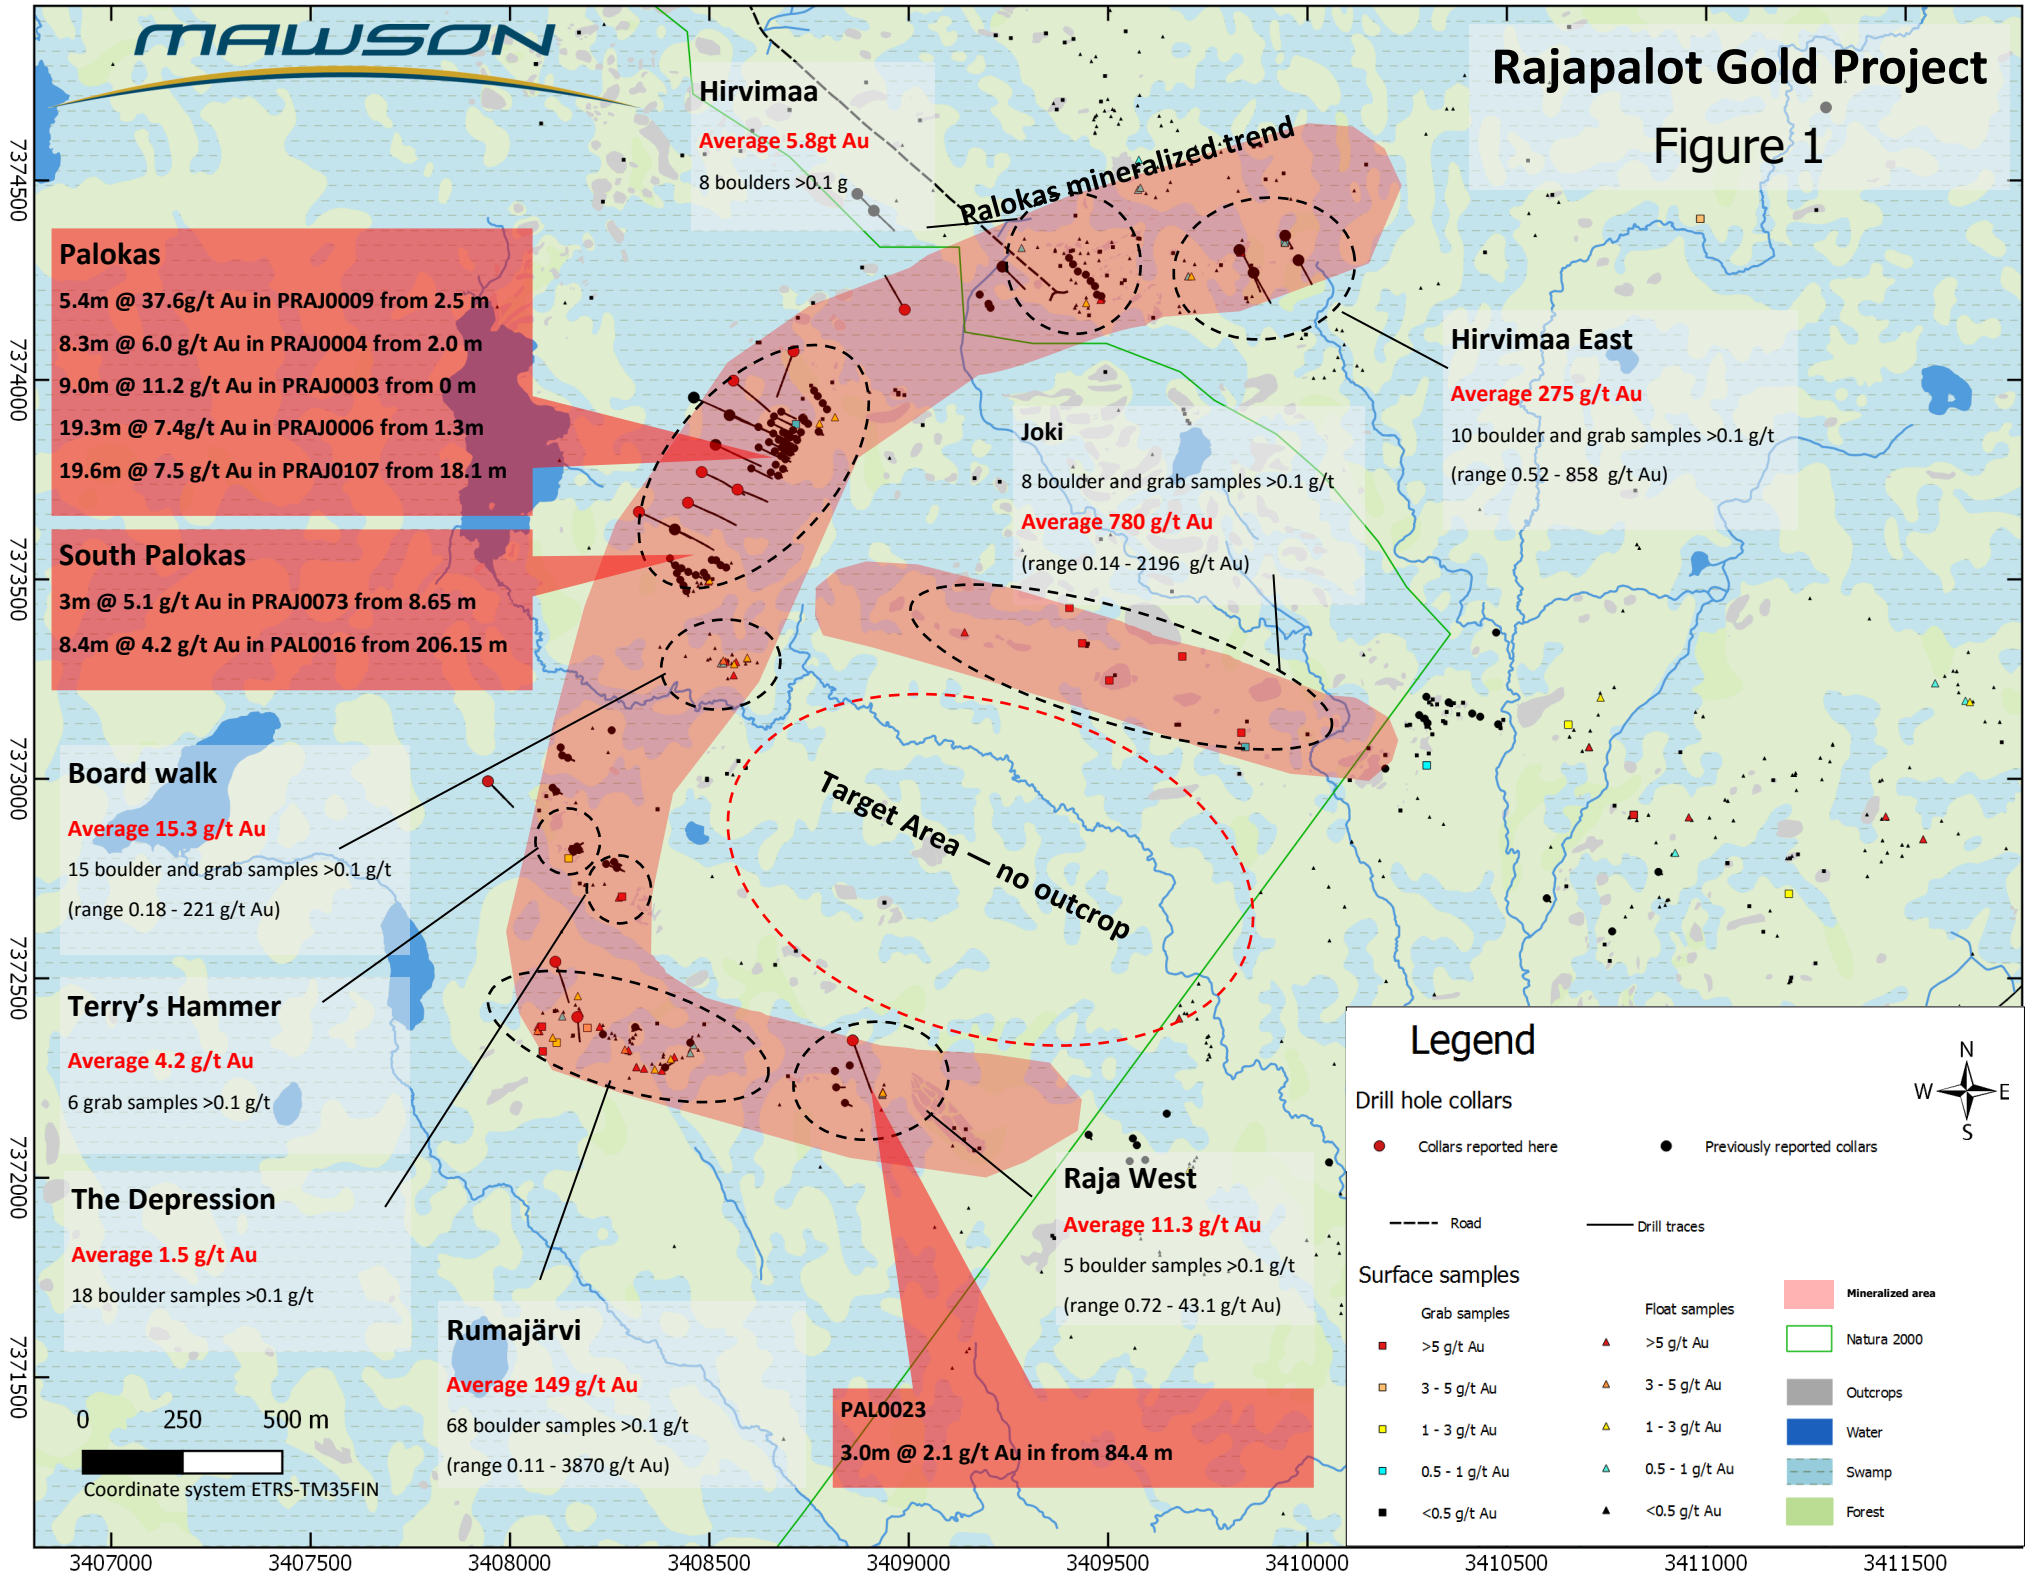 MAWSON
Rajapalot Gold Project
Figure 1
Hirvimaa
Average 5.8gt Au
8 boulders >0.1 g
Palokas mineralized trend
Palokas
5.4m @ 37.6g/t Au in PRAJ0009 from 2.5 m
8.3m @ 6.0 g/t Au in PRAJ0004 from 2.0 m
9.0m @ 11.2 g/t Au in PRAJ0003 from 0 m
19.3m @ 7.4g/t Au in PRAJ0006 from 1.3m
19.6m @ 7.5 g/t Au in PRAJ0107 from 18.1 m
South Palokas
3m @ 5.1 g/t Au in PRAJ0073 from 8.65 m
8.4m @ 4.2 g/t Au in PAL0016 from 206.15 m
Hirvimaa East
Average 275 g/t Au
10 boulder and grab samples >0.1 g/t
(range 0.52 - 858 g/t Au)
Joki
8 boulder and grab samples >0.1 g/t
Average 780 g/t Au
(range 0.14 - 2196 g/t Au)
Target Area — no outcrop
Board walk
Average 15.3 g/t Au
15 boulder and grab samples >0.1 g/t
(range 0.18 - 221 g/t Au)
Terry's Hammer
Average 4.2 g/t Au
6 grab samples >0.1 g/t
The Depression
Average 1.5 g/t Au
18 boulder samples >0.1 g/t
Rumajärvi
Average 149 g/t Au
68 boulder samples >0.1 g/t
(range 0.11 - 3870 g/t Au)
Raja West
Average 11.3 g/t Au
5 boulder samples >0.1 g/t
(range 0.72 - 43.1 g/t Au)
PAL0023
3.0m @ 2.1 g/t Au in from 84.4 m
0 250 500 m
Coordinate system ETRS-TM35FIN
Legend
N
W E
S
Drill hole collars
Collars reported here
Previously reported collars
Road
Drill traces
Surface samples
Grab samples
>5 g/t Au
3 - 5 g/t Au
1 - 3 g/t Au
0.5 - 1 g/t Au
<0.5 g/t Au
Float samples
>5 g/t Au
3 - 5 g/t Au
1 - 3 g/t Au
0.5 - 1 g/t Au
<0.5 g/t Au
Mineralized area
Natura 2000
Outcrops
Water
Swamp
Forest
7374500
7374000
7373500
7373000
7372500
7372000
7371500
3407000 3407500 3408000 3408500 3409000 3409500 3410000 3410500 3411000 3411500